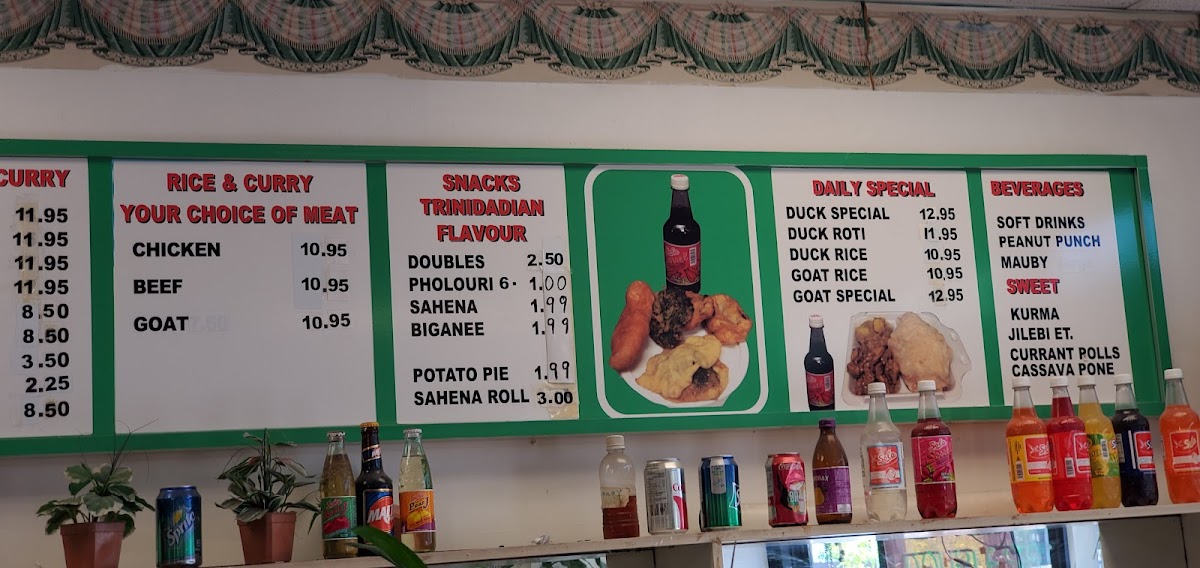 CURRY
11.95
11.95
11.95
11.95
8.50
8.50
3.50
2.25
8.50
RICE & CURRY
YOUR CHOICE OF MEAT
CHICKEN 10.95
BEEF 10.95
GOAT 10.95
SNACKS
TRINIDADIAN
FLAVOUR
DOUBLES 2.50
PHOLOURI 6. 1.00
SAHENA 1.99
BIGANEE 1.99
POTATO PIE 1.99
SAHENA ROLL 3.00
DAILY SPECIAL
DUCK SPECIAL 12.95
DUCK ROTI 11.95
DUCK RICE 10.95
GOAT RICE 10.95
GOAT SPECIAL 12.95
BEVERAGES
SOFT DRINKS
PEANUT PUNCH
MAUBY
SWEET
KURMA
JILEBI ET.
CURRANT POLLS
CASSAVA PONE
Sprite